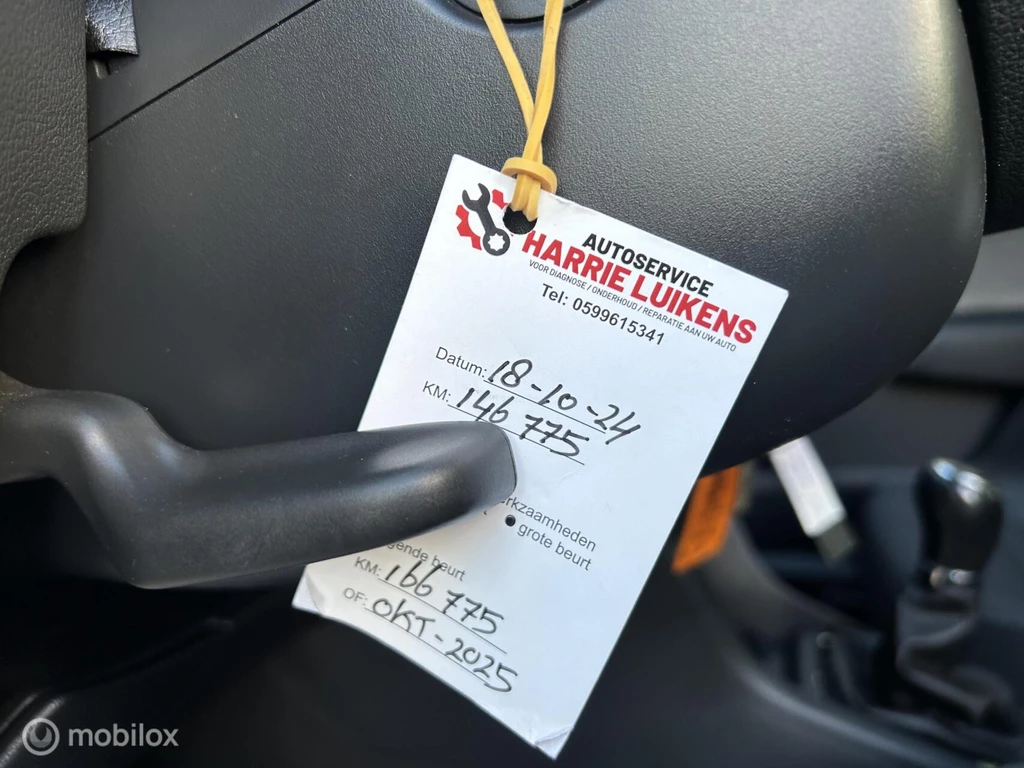 AUTOSERVICE
HARRIE LUIKENS
VOOR DIAGNOSE / ONDERHOUD / REPARATIE AAN UW AUTO
Tel: 0599615341
Datum: 18-10-24
KM: 146 775
grote beurt
beurt
KM: 166 775
OF: OKT-2025
mobilox